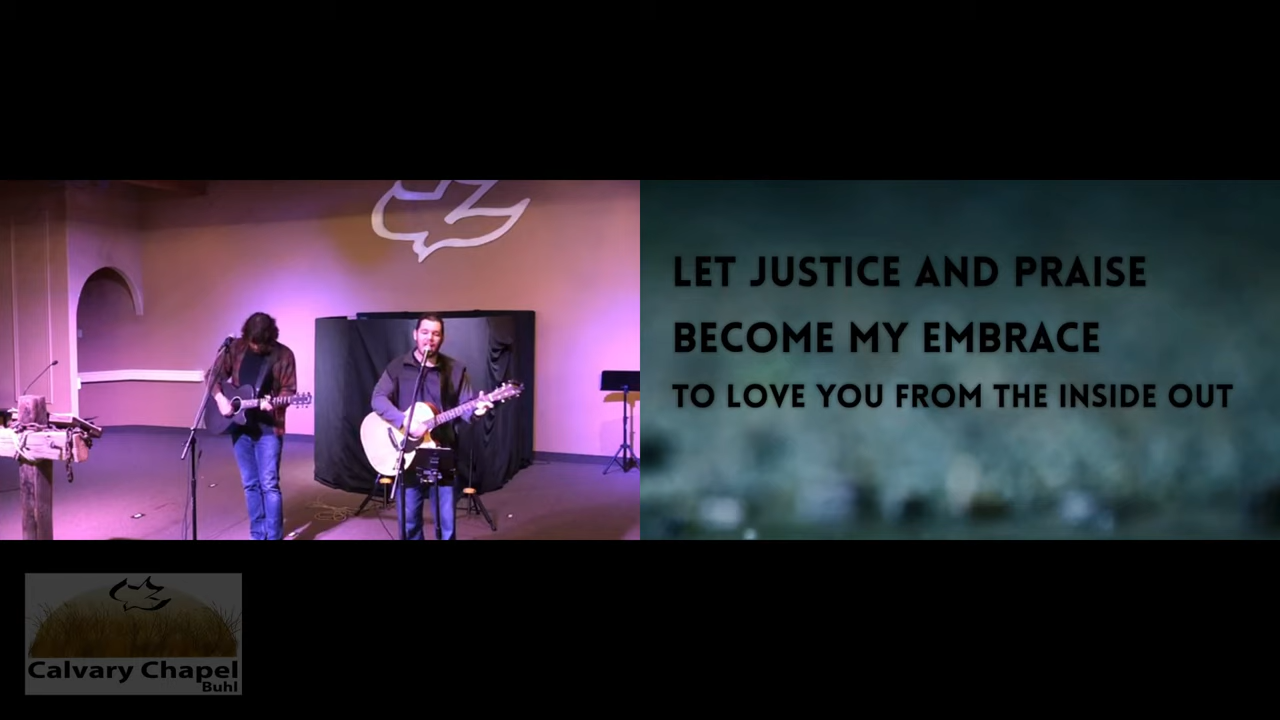 LET JUSTICE AND PRAISE
BECOME MY EMBRACE
TO LOVE YOU FROM THE INSIDE OUT
Calvary Chapel
Buhl